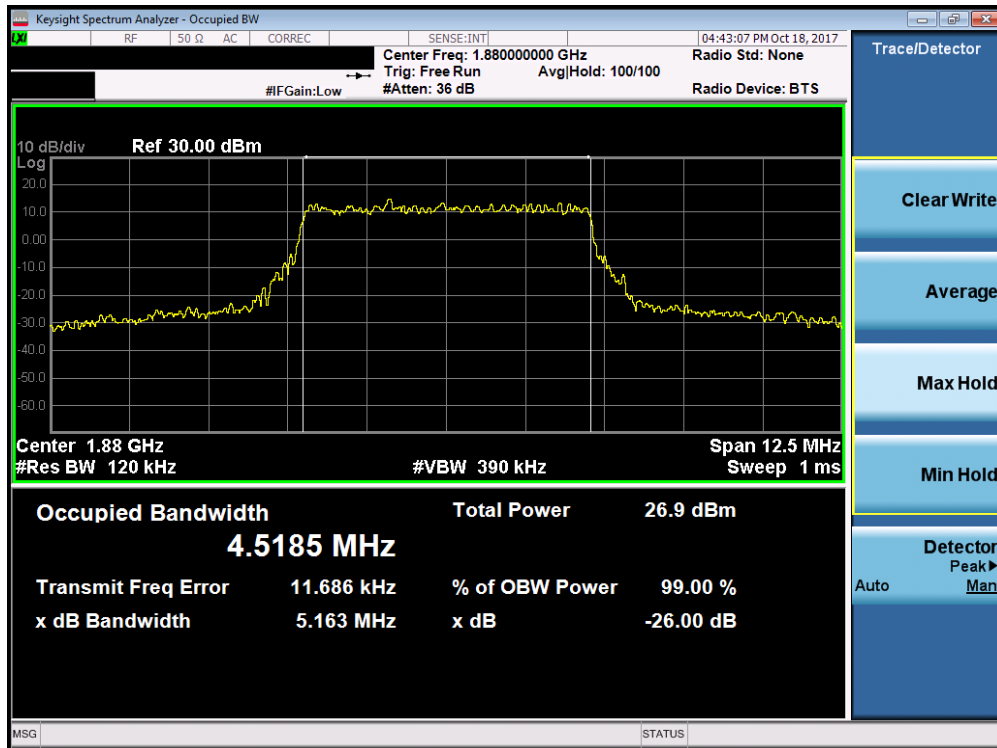 Keysight Spectrum Analyzer - Occupied BW
LXI RF 50 Ω AC CORREC SENSE:INT 04:43:07 PM Oct 18, 2017
Center Freq: 1.880000000 GHz Radio Std: None
Trig: Free Run Avg|Hold: 100/100
#IFGain:Low #Atten: 36 dB Radio Device: BTS
Trace/Detector
10 dB/div Ref 30.00 dBm
Log
20.0
10.0
0.00
-10.0
-20.0
-30.0
-40.0
-50.0
-60.0
Center 1.88 GHz Span 12.5 MHz
#Res BW 120 kHz #VBW 390 kHz Sweep 1 ms
Occupied Bandwidth Total Power 26.9 dBm
4.5185 MHz
Transmit Freq Error 11.686 kHz % of OBW Power 99.00 %
x dB Bandwidth 5.163 MHz x dB -26.00 dB
Clear Write
Average
Max Hold
Min Hold
Detector
Peak▶
Auto Man
MSG STATUS